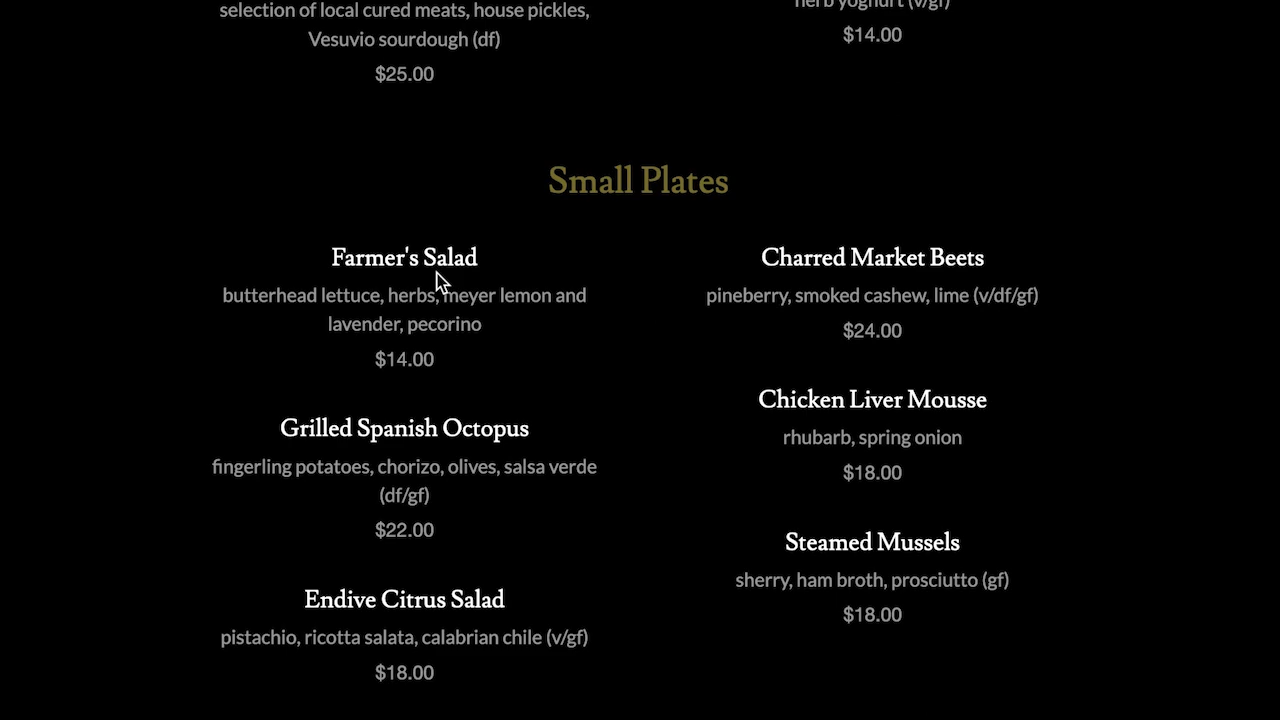 selection of local cured meats, house pickles,
Vesuvio sourdough (df)
$25.00
herb yoghurt (v/gf)
$14.00
Small Plates
Farmer's Salad
butterhead lettuce, herbs, meyer lemon and
lavender, pecorino
$14.00
Grilled Spanish Octopus
fingerling potatoes, chorizo, olives, salsa verde
(df/gf)
$22.00
Endive Citrus Salad
pistachio, ricotta salata, calabrian chile (v/gf)
$18.00
Charred Market Beets
pineberry, smoked cashew, lime (v/df/gf)
$24.00
Chicken Liver Mousse
rhubarb, spring onion
$18.00
Steamed Mussels
sherry, ham broth, prosciutto (gf)
$18.00